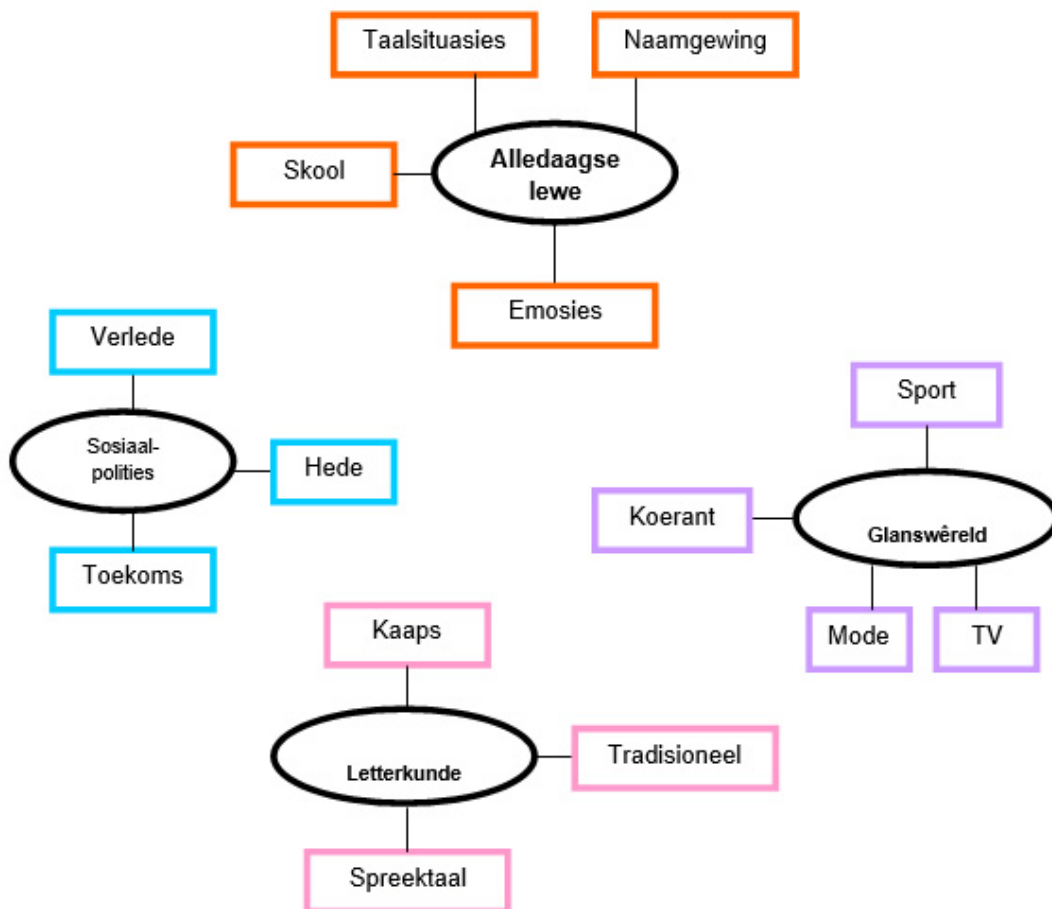 Taalsituasies
Naamgewing
Skool
Alledaagse
lewe
Emosies
Verlede
Sosiaal-
polities
Hede
Toekoms
Sport
Koerant
Glanswêreld
Mode
TV
Kaaps
Letterkunde
Tradisioneel
Spreektaal